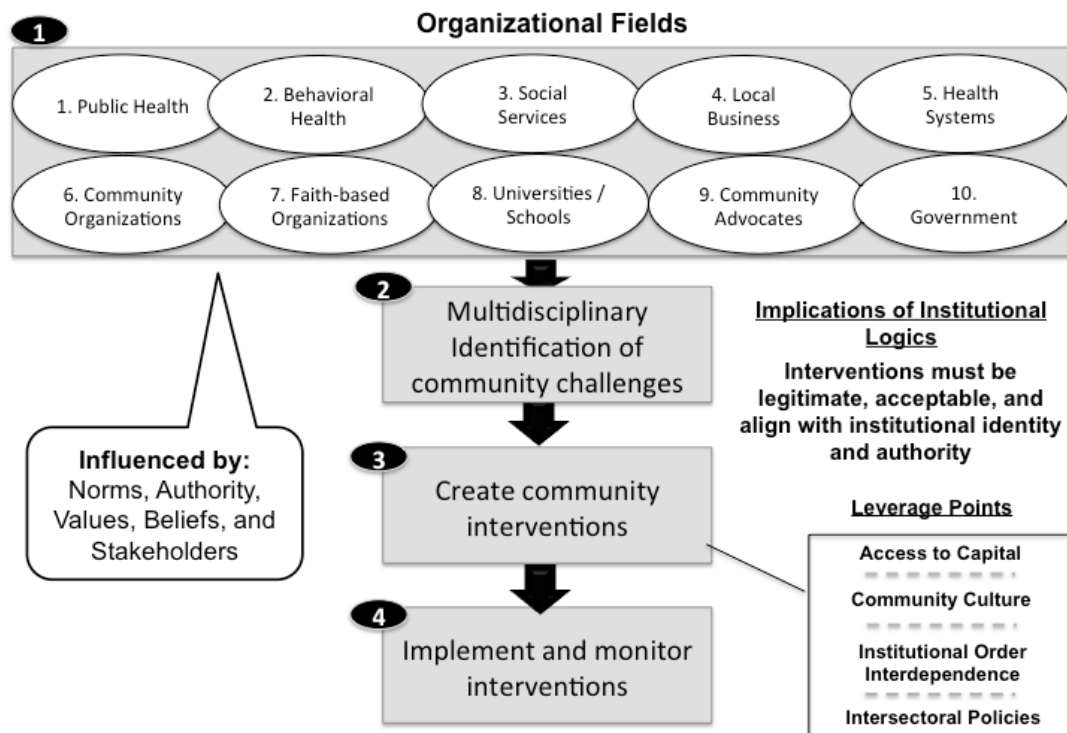 Organizational Fields
1
1. Public Health
2. Behavioral
Health
3. Social
Services
4. Local
Business
5. Health
Systems
6. Community
Organizations
7. Faith-based
Organizations
8. Universities /
Schools
9. Community
Advocates
10.
Government
2
Multidisciplinary
Identification of
community challenges
Implications of Institutional
Logics
Interventions must be
legitimate, acceptable, and
align with institutional identity
and authority
Influenced by:
Norms, Authority,
Values, Beliefs, and
Stakeholders
3
Create community
interventions
Leverage Points
Access to Capital
Community Culture
Institutional Order
Interdependence
Intersectoral Policies
4
Implement and monitor
interventions